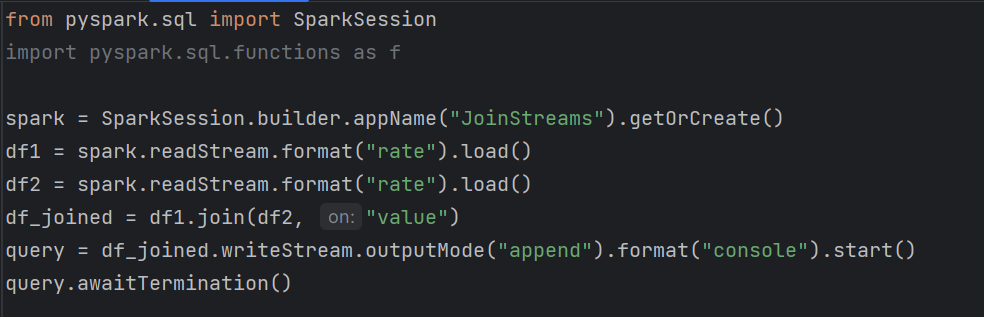 from pyspark.sql import SparkSession
import pyspark.sql.functions as f
spark = SparkSession.builder.appName("JoinStreams").getOrCreate()
df1 = spark.readStream.format("rate").load()
df2 = spark.readStream.format("rate").load()
df_joined = df1.join(df2, on: "value")
query = df_joined.writeStream.outputMode("append").format("console").start()
query.awaitTermination()